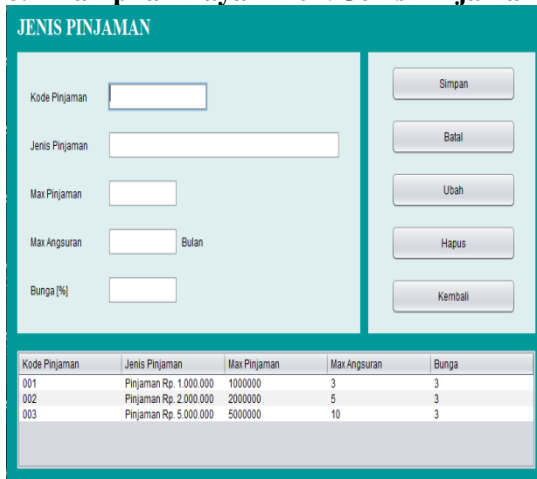 JENIS PINJAMAN
Kode Pinjaman
Jenis Pinjaman
Max Pinjaman
Max Angsuran Bulan
Bunga [%]
Simpan
Batal
Ubah
Hapus
Kembali
Kode Pinjaman Jenis Pinjaman Max Pinjaman Max Angsuran Bunga
001 Pinjaman Rp. 1.000.000 1000000 3 3
002 Pinjaman Rp. 2.000.000 2000000 5 3
003 Pinjaman Rp. 5.000.000 5000000 10 3